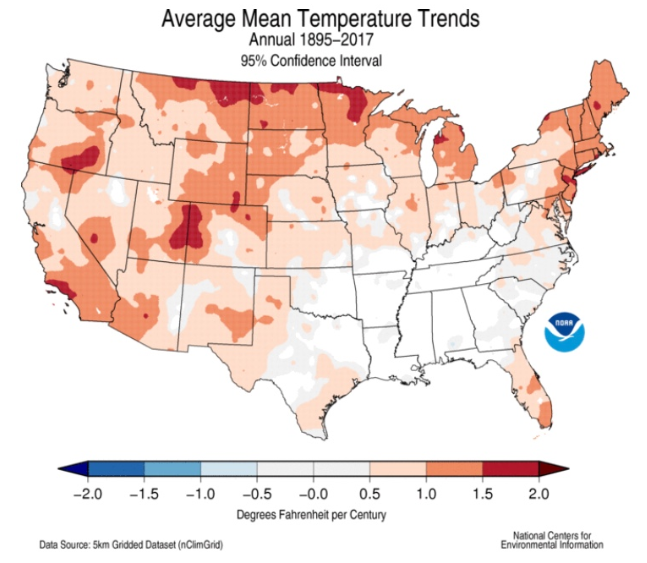 Average Mean Temperature Trends
Annual 1895–2017
95% Confidence Interval
NOAA
−2.0 −1.5 −1.0 −0.5 −0.0 0.5 1.0 1.5 2.0
Degrees Fahrenheit per Century
Data Source: 5km Gridded Dataset (nClimGrid)
National Centers for
Environmental Information